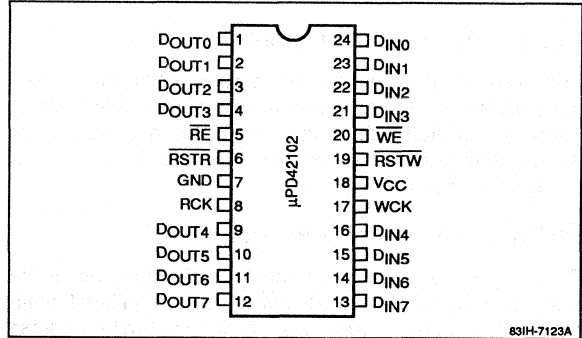 DOUT0 1 24 DIN0
DOUT1 2 23 DIN1
DOUT2 3 22 DIN2
DOUT3 4 21 DIN3
RE 5 20 WE
RSTR 6 19 RSTW
GND 7 18 VCC
RCK 8 17 WCK
DOUT4 9 16 DIN4
DOUT5 10 15 DIN5
DOUT6 11 14 DIN6
DOUT7 12 13 DIN7
μPD42102
83IH-7123A